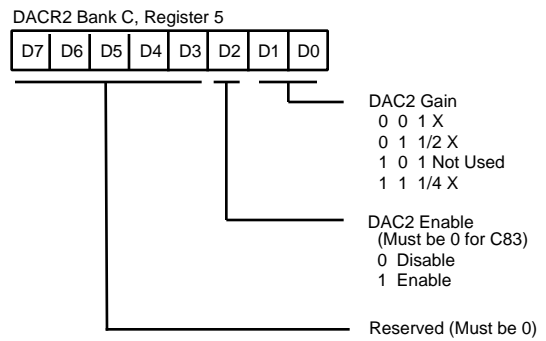 DACR2 Bank C, Register 5
D7 D6 D5 D4 D3 D2 D1 D0
DAC2 Gain
0 0 1 X
0 1 1/2 X
1 0 1 Not Used
1 1 1/4 X
DAC2 Enable
(Must be 0 for C83)
0 Disable
1 Enable
Reserved (Must be 0)